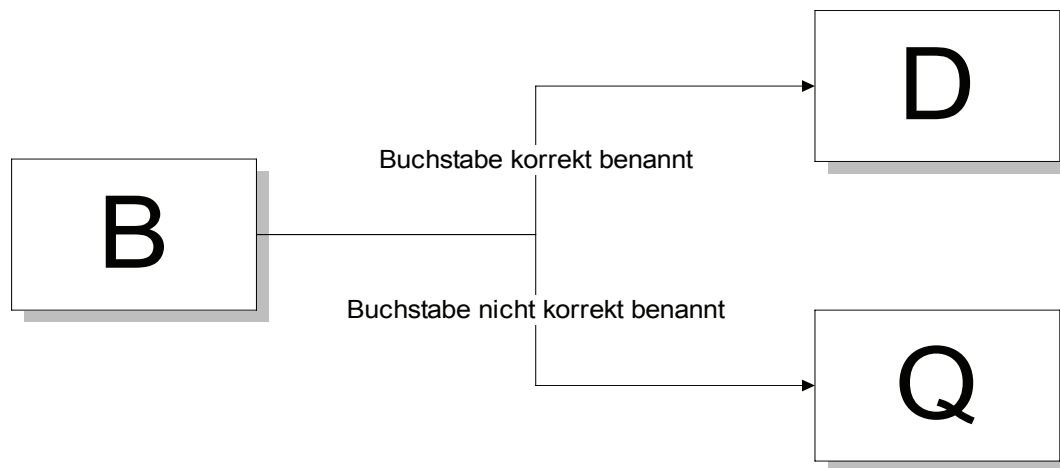 D
Buchstabe korrekt benannt
B
Buchstabe nicht korrekt benannt
Q